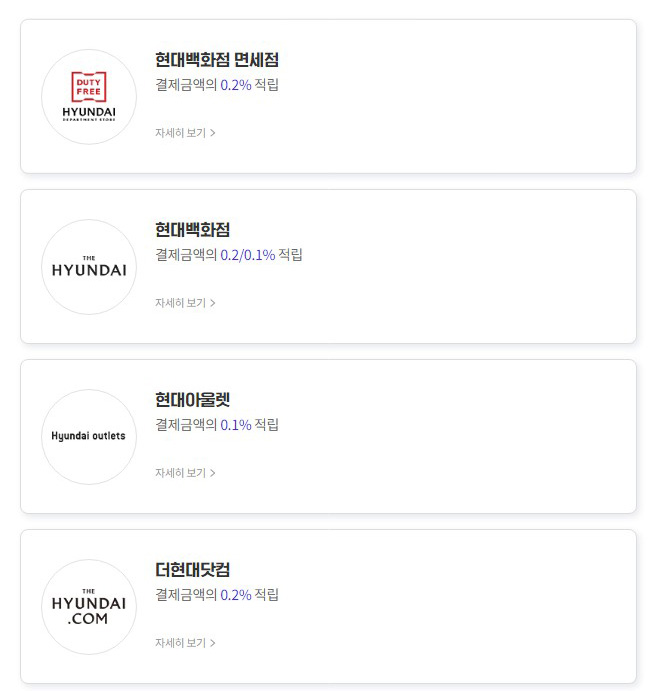 DUTY
FREE
HYUNDAI
DEPARTMENT STORE
현대백화점 면세점
결제금액의 0.2% 적립
자세히 보기 >
THE
HYUNDAI
현대백화점
결제금액의 0.2/0.1% 적립
자세히 보기 >
Hyundai outlets
현대아울렛
결제금액의 0.1% 적립
자세히 보기 >
THE
HYUNDAI
.COM
더현대닷컴
결제금액의 0.2% 적립
자세히 보기 >